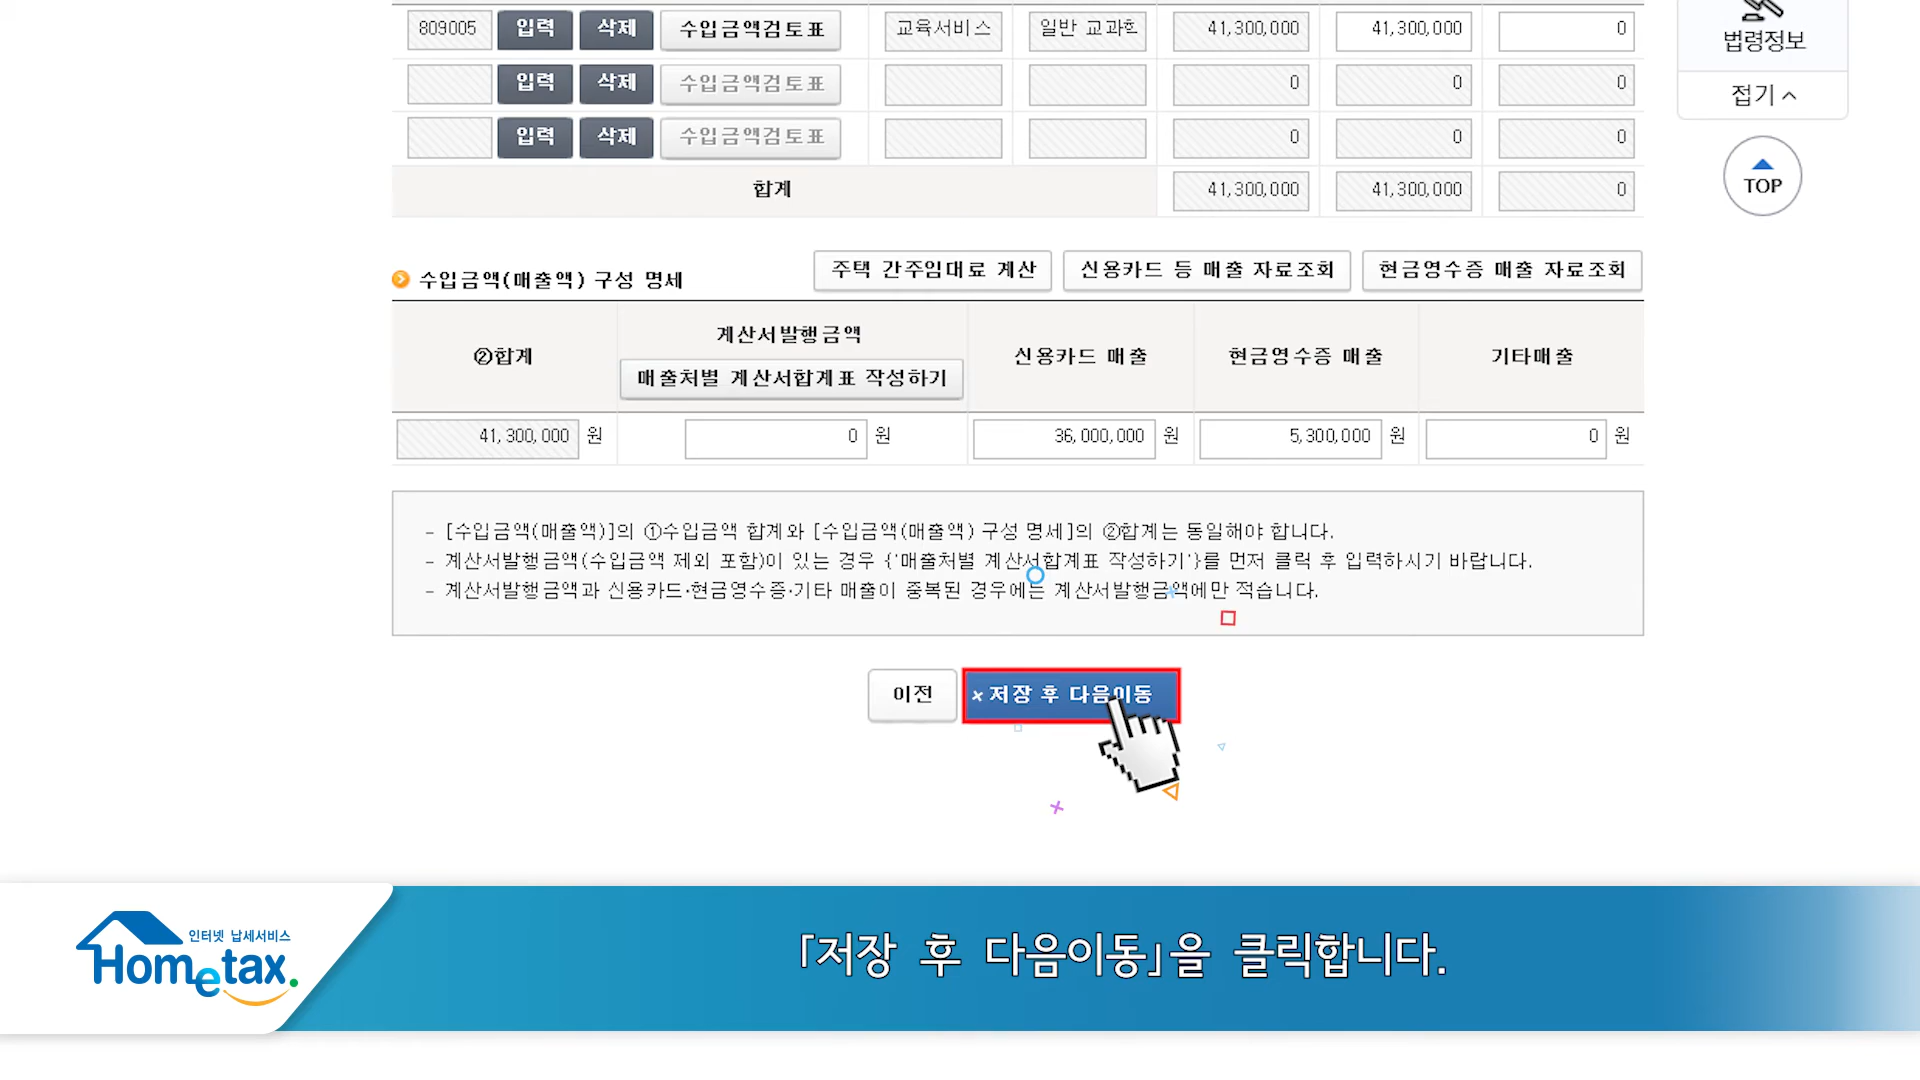 809005 입력 삭제 수입금액검토표 교육서비스 일반 교과학 41,300,000 41,300,000 0
입력 삭제 수입금액검토표 0 0 0
입력 삭제 수입금액검토표 0 0 0
합계 41,300,000 41,300,000 0
법령정보
접기
TOP
수입금액(매출액) 구성 명세 주택 간주임대료 계산 신용카드 등 매출 자료조회 현금영수증 매출 자료조회
②합계 계산서발행금액 신용카드 매출 현금영수증 매출 기타매출
매출처별 계산서합계표 작성하기
41,300,000 원 0 원 36,000,000 원 5,300,000 원 0 원
- [수입금액(매출액)]의 ①수입금액 합계와 [수입금액(매출액) 구성 명세]의 ②합계는 동일해야 합니다.
- 계산서발행금액(수입금액 제외 포함)이 있는 경우 {'매출처별 계산서합계표 작성하기'}를 먼저 클릭 후 입력하시기 바랍니다.
- 계산서발행금액과 신용카드·현금영수증·기타 매출이 중복된 경우에는 계산서발행금액에만 적습니다.
이전 저장 후 다음이동
인터넷 납세서비스
Hometax.
「저장 후 다음이동」을 클릭합니다.